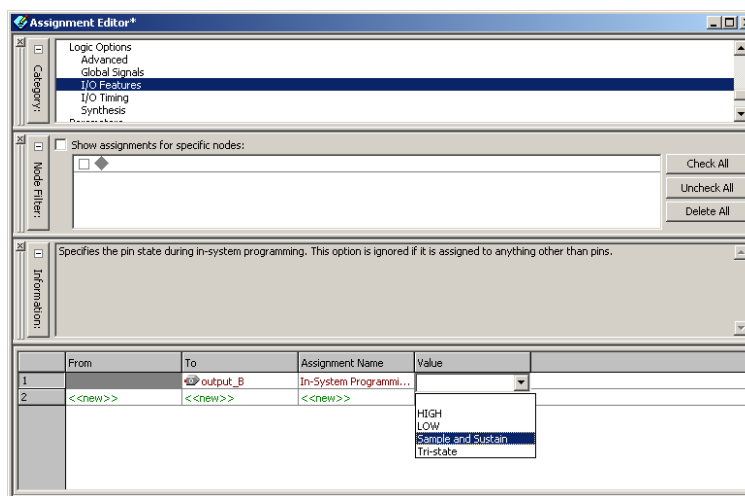 Assignment Editor*
Category:
Logic Options
Advanced
Global Signals
I/O Features
I/O Timing
Synthesis
Parameters
Node Filter:
Show assignments for specific nodes:
Check All
Uncheck All
Delete All
Information:
Specifies the pin state during in-system programming. This option is ignored if it is assigned to anything other than pins.
From To Assignment Name Value
1 output_B In-System Programmi...
2 <<new>> <<new>> <<new>>
HIGH
LOW
Sample and Sustain
Tri-state